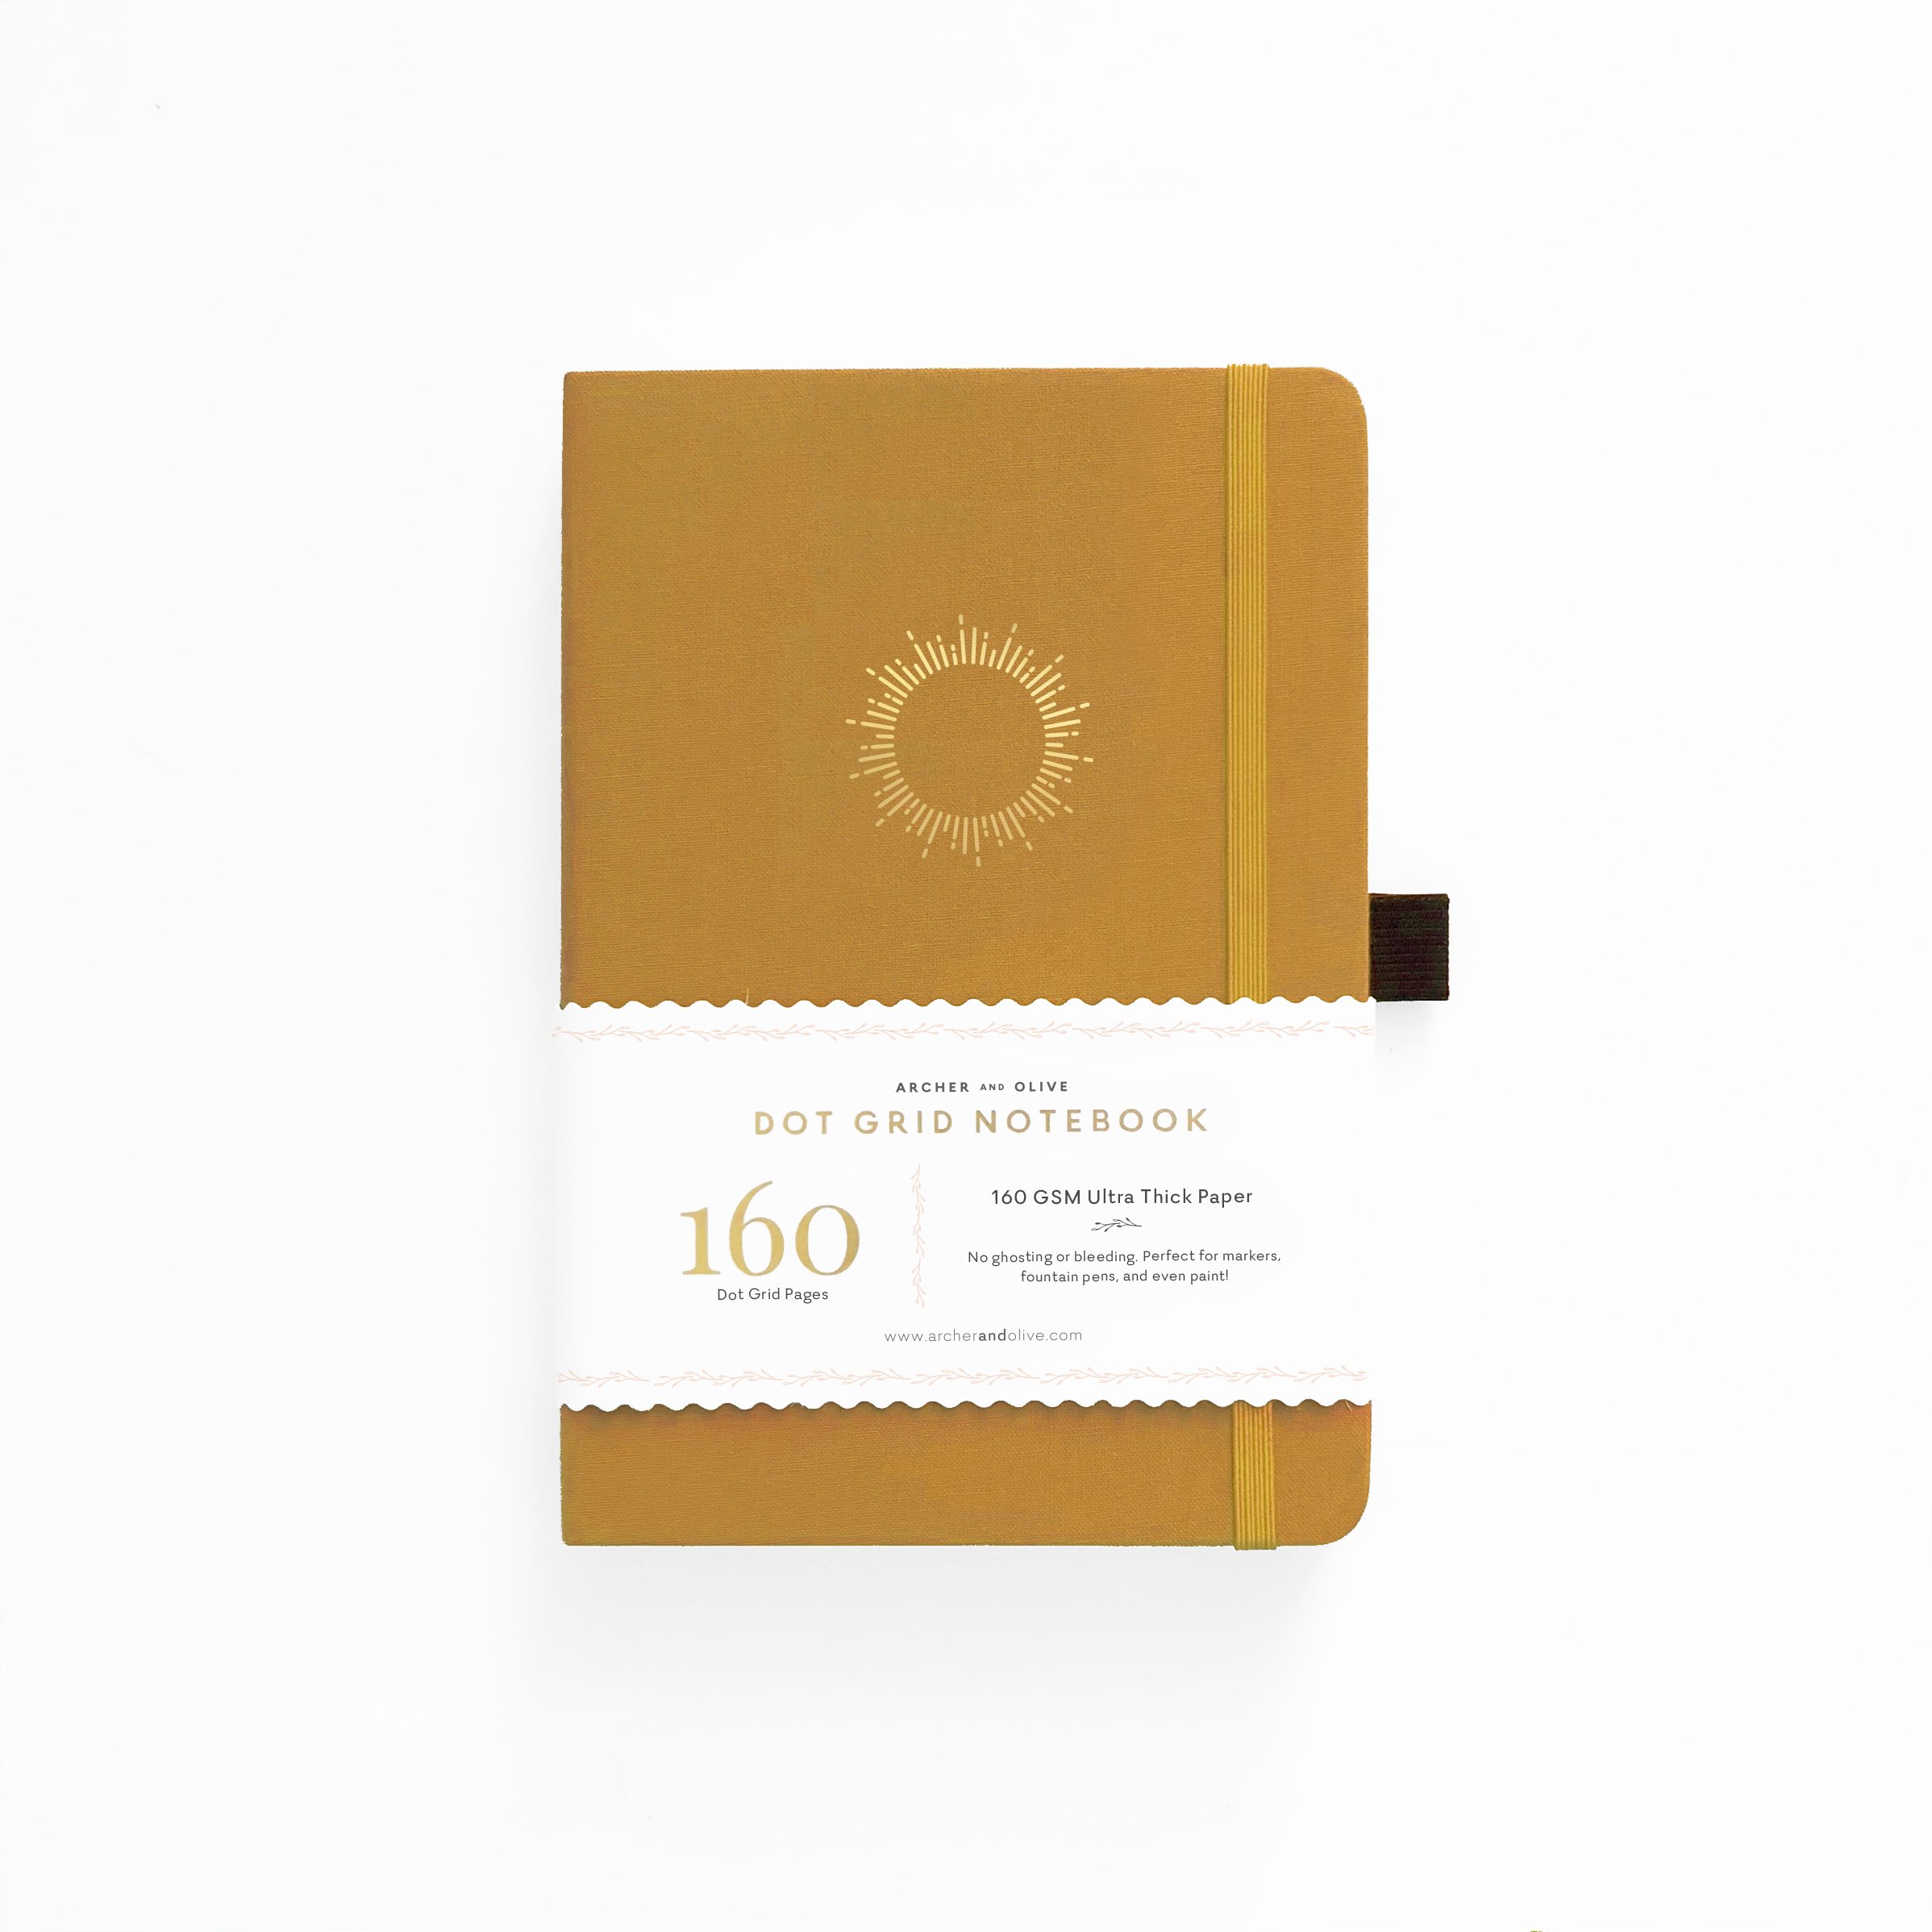 ARCHER AND OLIVE
DOT GRID NOTEBOOK
160
Dot Grid Pages
160 GSM Ultra Thick Paper
No ghosting or bleeding. Perfect for markers,
fountain pens, and even paint!
www.archerandolive.com